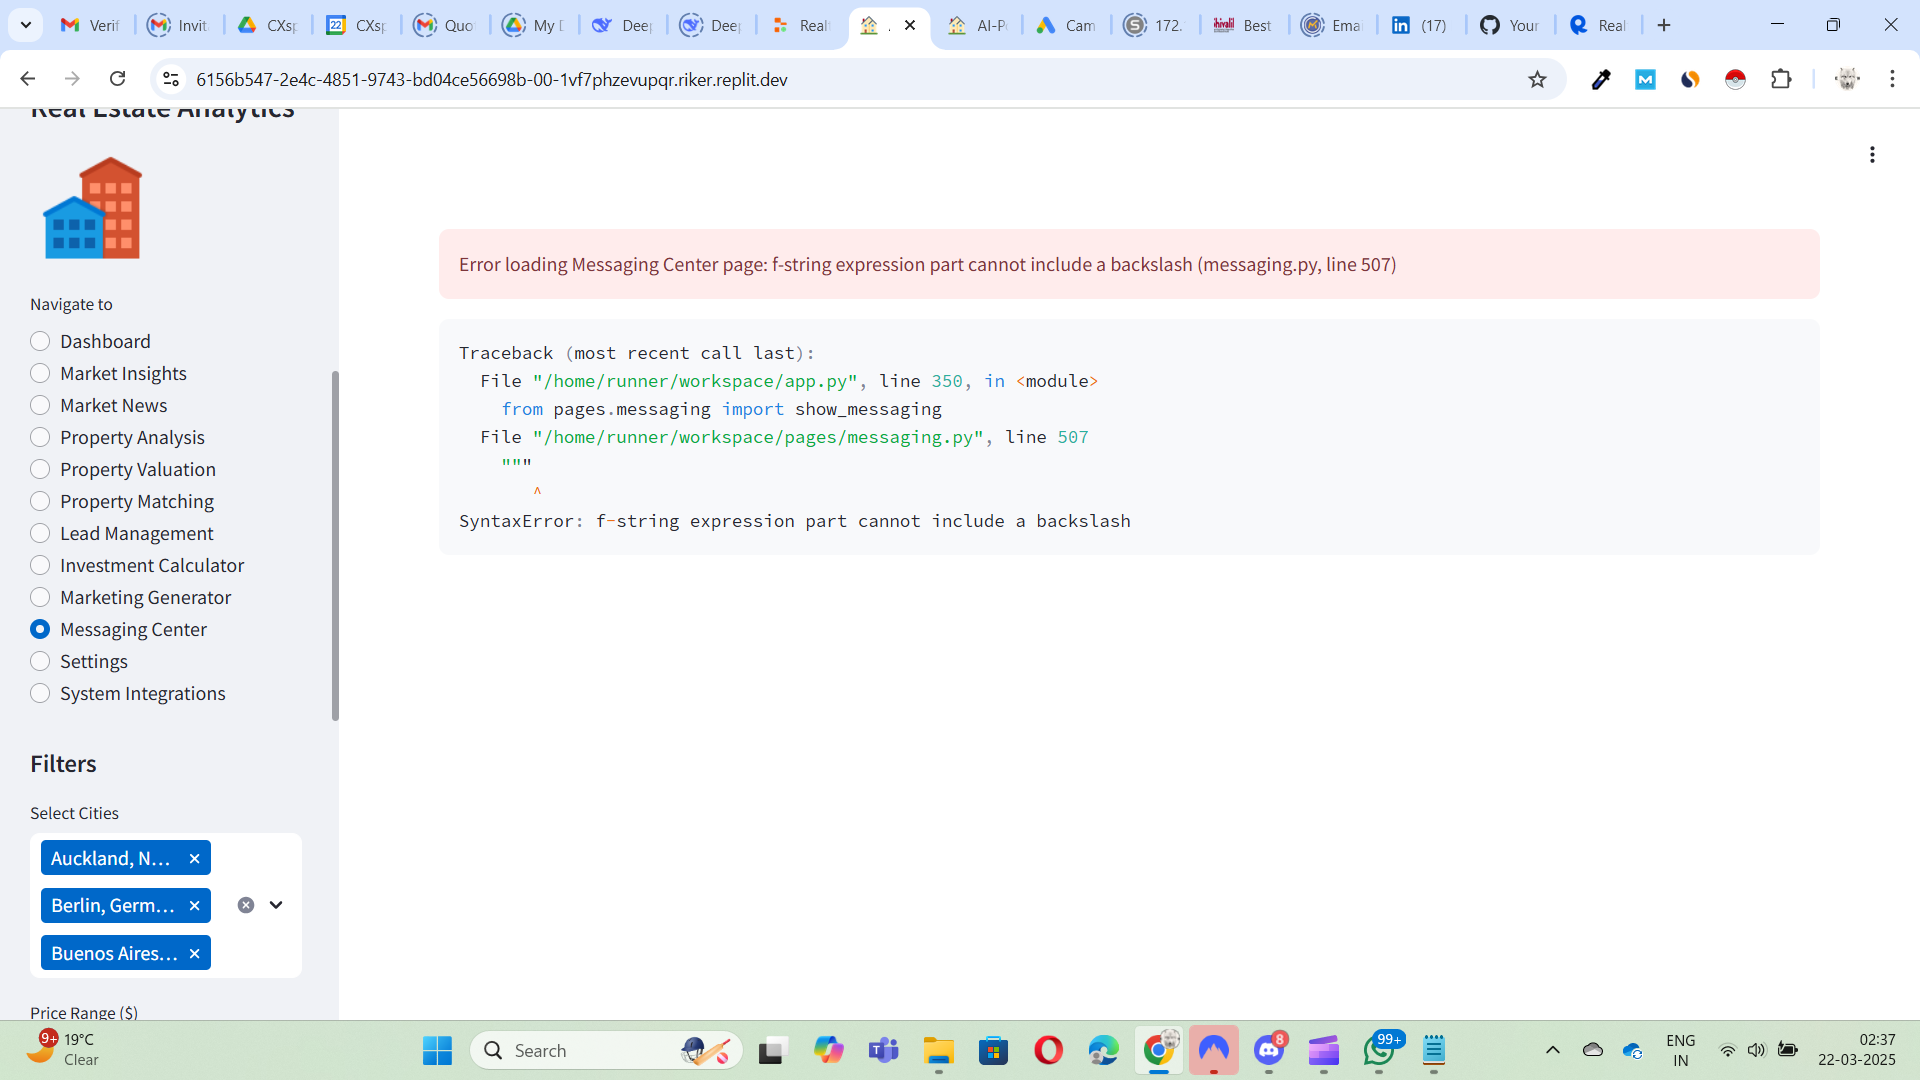 Verif
Invit
CXsp
22
CXsp
Quo
My D
Deep
Deep
Realt
.
AI-Po
Cam
172.
Best
Emai
(17)
Your
Real
6156b547-2e4c-4851-9743-bd04ce56698b-00-1vf7phzevupqr.riker.replit.dev
Real Estate Analytics
Navigate to
Dashboard
Market Insights
Market News
Property Analysis
Property Valuation
Property Matching
Lead Management
Investment Calculator
Marketing Generator
Messaging Center
Settings
System Integrations
Filters
Select Cities
Auckland, N...
Berlin, Germ...
Buenos Aires...
Price Range ($)
Error loading Messaging Center page: f-string expression part cannot include a backslash (messaging.py, line 507)
Traceback (most recent call last):
File "/home/runner/workspace/app.py", line 350, in <module>
from pages.messaging import show_messaging
File "/home/runner/workspace/pages/messaging.py", line 507
"""
^
SyntaxError: f-string expression part cannot include a backslash
9+
19°C
Clear
Search
8
99+
ENG
IN
02:37
22-03-2025